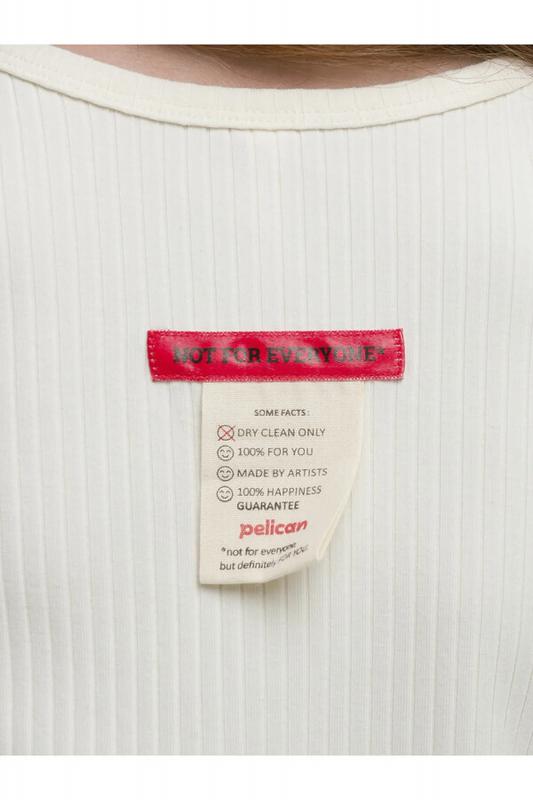 NOT FOR EVERYONE*
SOME FACTS:
DRY CLEAN ONLY
100% FOR YOU
MADE BY ARTISTS
100% HAPPINESS
GUARANTEE
pelican
*not for everyone
but definitely FOR YOU!